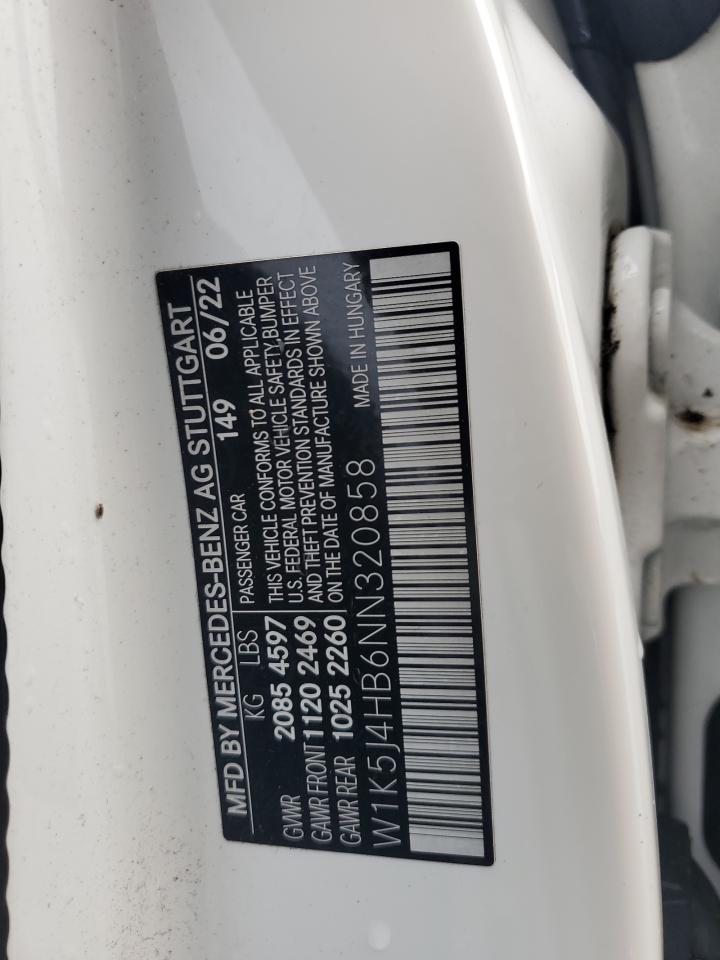 MFD BY MERCEDES-BENZ AG STUTTGART
KG LBS 149 06/22
GWR 2085 4597 PASSENGER CAR
GAWR FRONT 1120 2469 THIS VEHICLE CONFORMS TO ALL APPLICABLE
GAWR REAR 1025 2260 U.S. FEDERAL MOTOR VEHICLE SAFETY, BUMPER
AND THEFT PREVENTION STANDARDS IN EFFECT
ON THE DATE OF MANUFACTURE SHOWN ABOVE
W1K5J4HB6NN320858 MADE IN HUNGARY